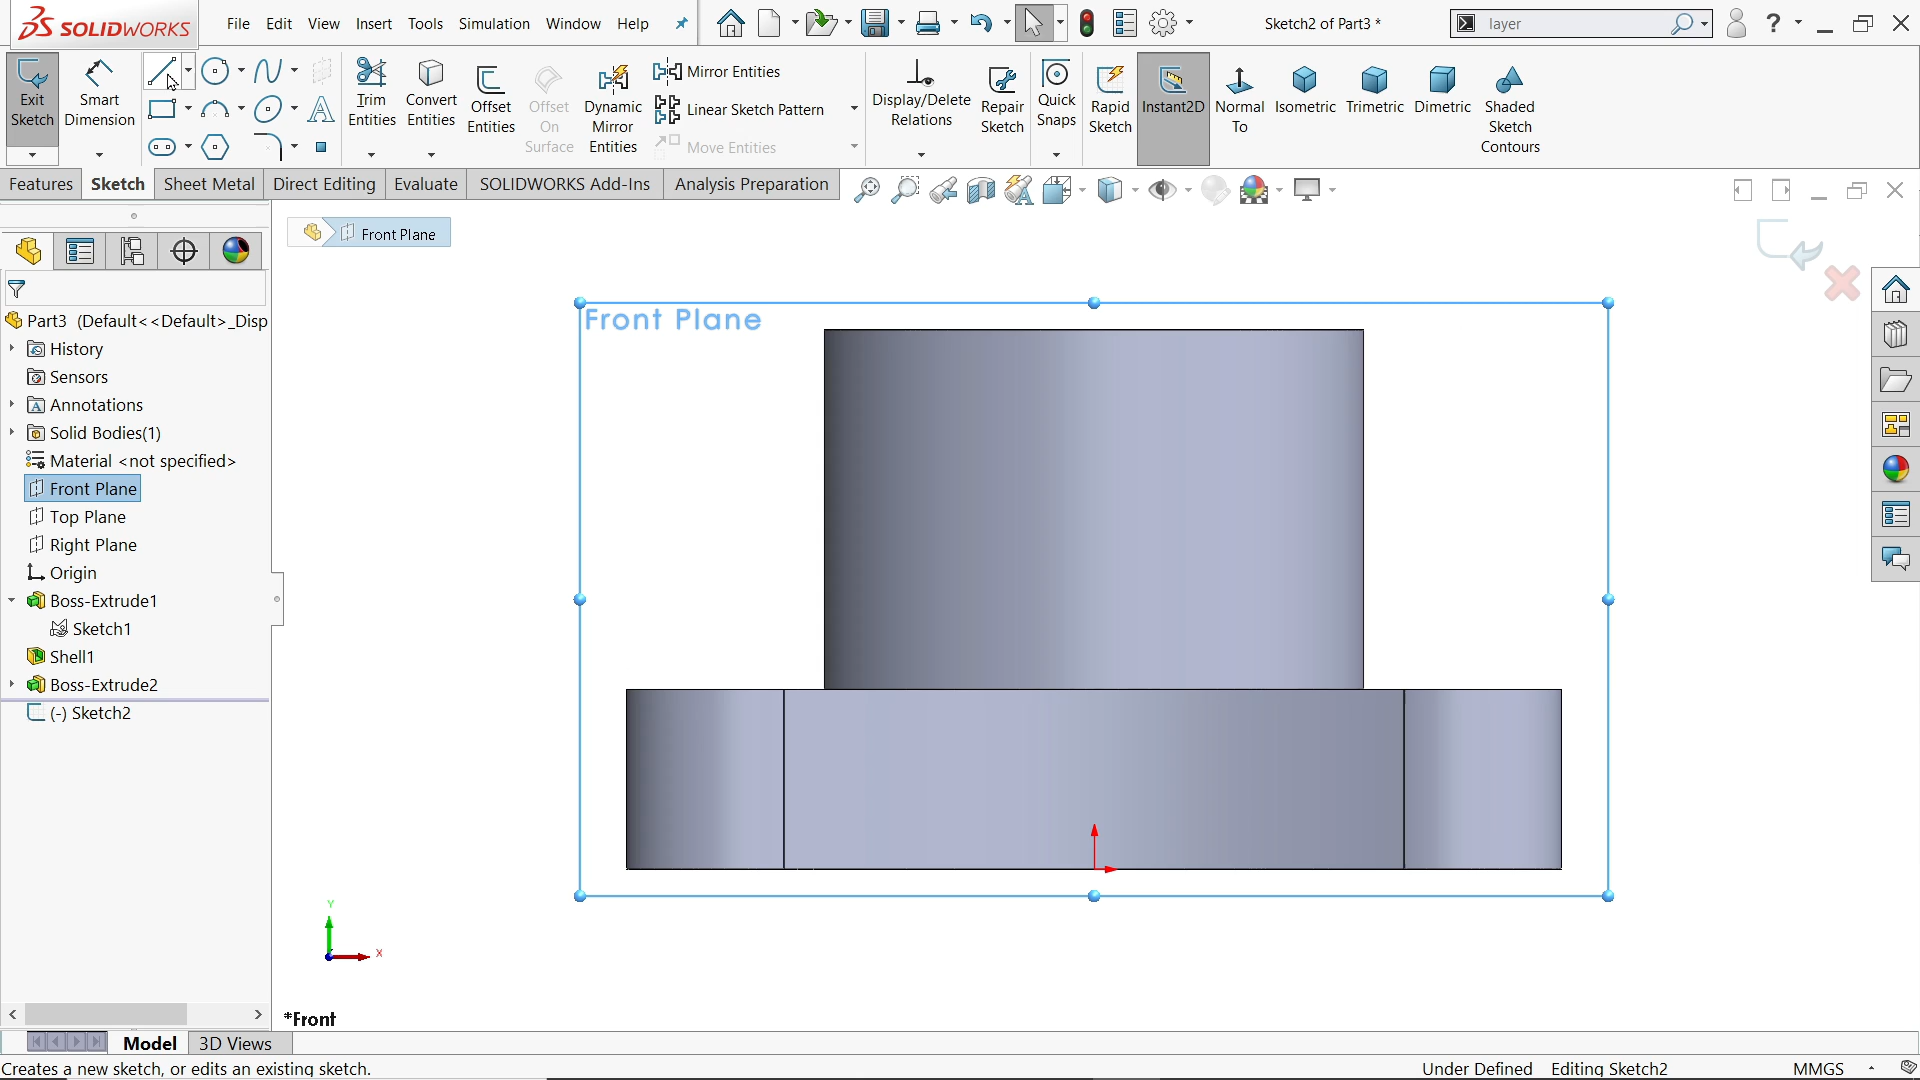 SOLIDWORKS
File Edit View Insert Tools Simulation Window Help
Sketch2 of Part3 *
layer
?
Exit Sketch
Smart Dimension
Trim Entities
Convert Entities
Offset Entities
Offset On Surface
Dynamic Mirror Entities
Mirror Entities
Linear Sketch Pattern
Move Entities
Display/Delete Relations
Repair Sketch
Quick Snaps
Rapid Sketch
Instant2D
Normal To
Isometric
Trimetric
Dimetric
Shaded Sketch Contours
Features Sketch Sheet Metal Direct Editing Evaluate SOLIDWORKS Add-Ins Analysis Preparation
Front Plane
Part3 (Default<<Default>_Disp
History
Sensors
Annotations
Solid Bodies(1)
Material <not specified>
Front Plane
Top Plane
Right Plane
Origin
Boss-Extrude1
Sketch1
Shell1
Boss-Extrude2
(-) Sketch2
Front Plane
Y
X
*Front
Model 3D Views
Creates a new sketch, or edits an existing sketch.
Under Defined Editing Sketch2 MMGS